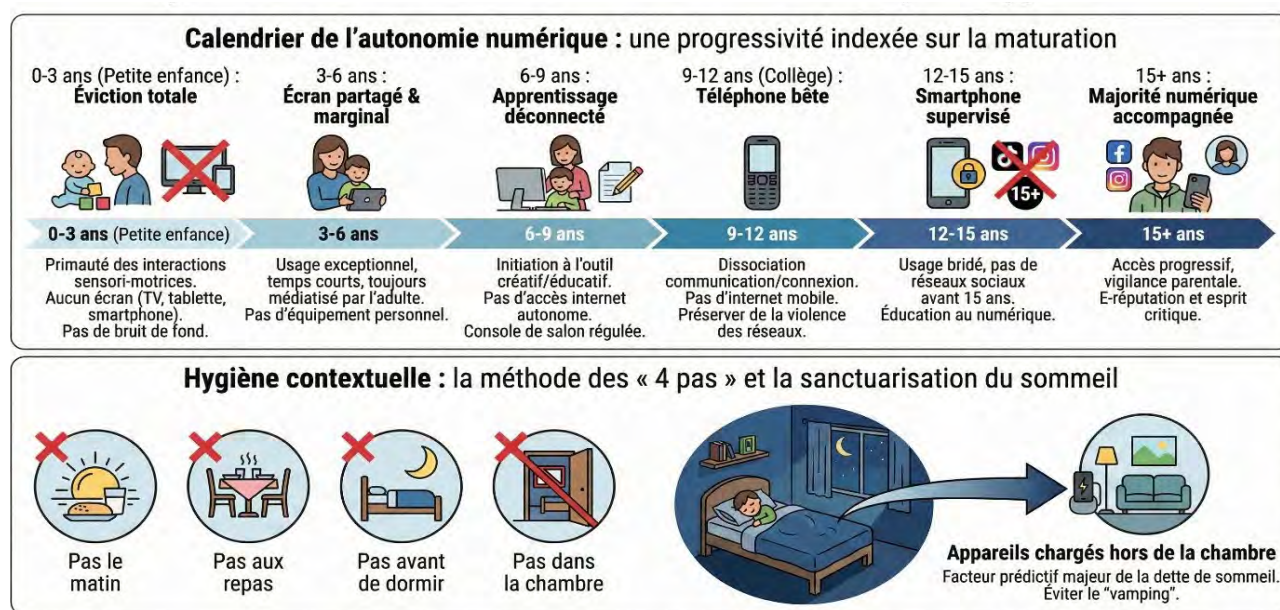 Calendrier de l'autonomie numérique : une progressivité indexée sur la maturation
0-3 ans (Petite enfance) :
Éviction totale
3-6 ans :
Écran partagé &
marginal
6-9 ans :
Apprentissage
déconnecté
9-12 ans (Collège) :
Téléphone bête
12-15 ans :
Smartphone
supervisé
15+
15+ ans :
Majorité numérique
accompagnée
0-3 ans (Petite enfance)
3-6 ans
6-9 ans
9-12 ans
12-15 ans
15+ ans
Primauté des interactions
sensori-motrices.
Aucun écran (TV, tablette,
smartphone).
Pas de bruit de fond.
Usage exceptionnel,
temps courts, toujours
médiatisé par l'adulte.
Pas d'équipement personnel.
Initiation à l'outil
créatif/éducatif.
Pas d'accès internet
autonome.
Console de salon régulée.
Dissociation
communication/connexion.
Pas d'internet mobile.
Préserver de la violence
des réseaux.
Usage bridé, pas de
réseaux sociaux
avant 15 ans.
Éducation au numérique.
Accès progressif,
vigilance parentale.
E-réputation et esprit
critique.
Hygiène contextuelle : la méthode des « 4 pas » et la sanctuarisation du sommeil
Pas le
matin
Pas aux
repas
Pas avant
de dormir
Pas dans
la chambre
Appareils chargés hors de la chambre
Facteur prédictif majeur de la dette de sommeil.
Éviter le "vamping".